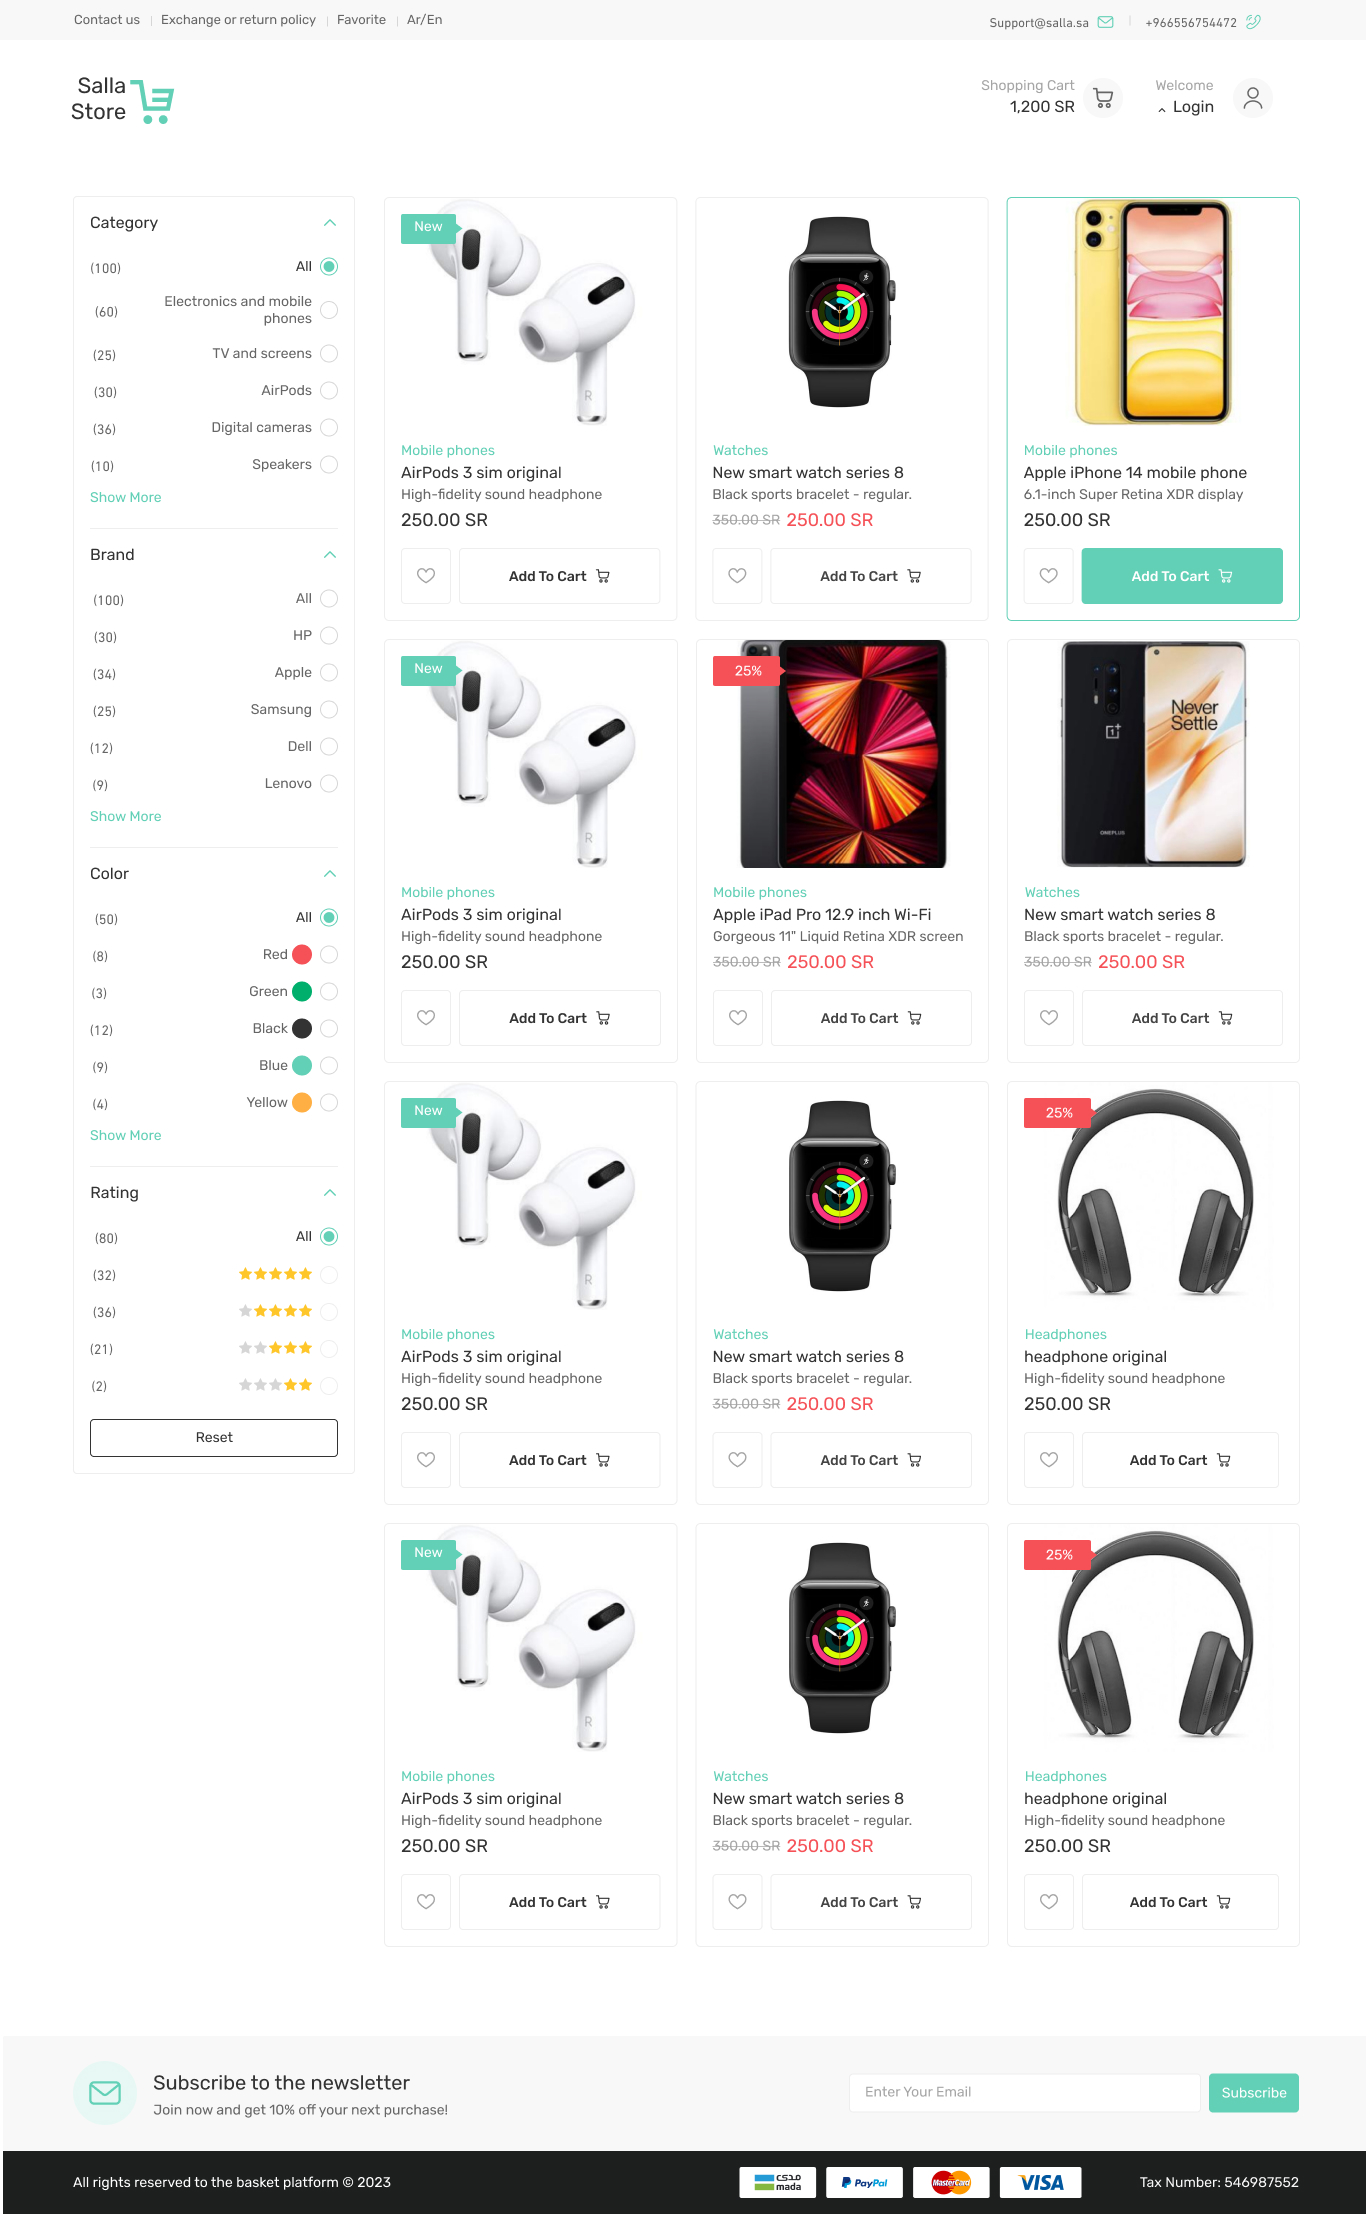 Contact us
Exchange or return policy
Favorite
Ar/En
Support@salla.sa
+966556754472
Salla
Store
Shopping Cart
1,200 SR
Welcome
Login
Category
(100) All
(60) Electronics and mobile
phones
(25) TV and screens
(30) AirPods
(36) Digital cameras
(10) Speakers
Show More
Brand
(100) All
(30) HP
(34) Apple
(25) Samsung
(12) Dell
(9) Lenovo
Show More
Color
(50) All
(8) Red
(3) Green
(12) Black
(9) Blue
(4) Yellow
Show More
Rating
(80) All
(32)
(36)
(21)
(2)
Reset
New
R
Mobile phones
AirPods 3 sim original
High-fidelity sound headphone
250.00 SR
Add To Cart
Watches
New smart watch series 8
Black sports bracelet - regular.
350.00 SR 250.00 SR
Add To Cart
Mobile phones
Apple iPhone 14 mobile phone
6.1-inch Super Retina XDR display
250.00 SR
Add To Cart
New
R
Mobile phones
AirPods 3 sim original
High-fidelity sound headphone
250.00 SR
Add To Cart
25%
Mobile phones
Apple iPad Pro 12.9 inch Wi-Fi
Gorgeous 11" Liquid Retina XDR screen
350.00 SR 250.00 SR
Add To Cart
Never
Settle
ONEPLUS
Watches
New smart watch series 8
Black sports bracelet - regular.
350.00 SR 250.00 SR
Add To Cart
New
R
Mobile phones
AirPods 3 sim original
High-fidelity sound headphone
250.00 SR
Add To Cart
Watches
New smart watch series 8
Black sports bracelet - regular.
350.00 SR 250.00 SR
Add To Cart
25%
Headphones
headphone original
High-fidelity sound headphone
250.00 SR
Add To Cart
New
R
Mobile phones
AirPods 3 sim original
High-fidelity sound headphone
250.00 SR
Add To Cart
Watches
New smart watch series 8
Black sports bracelet - regular.
350.00 SR 250.00 SR
Add To Cart
25%
Headphones
headphone original
High-fidelity sound headphone
250.00 SR
Add To Cart
Subscribe to the newsletter
Join now and get 10% off your next purchase!
Enter Your Email
Subscribe
All rights reserved to the basket platform © 2023
مدى
mada
PayPal
MasterCard
VISA
Tax Number: 546987552